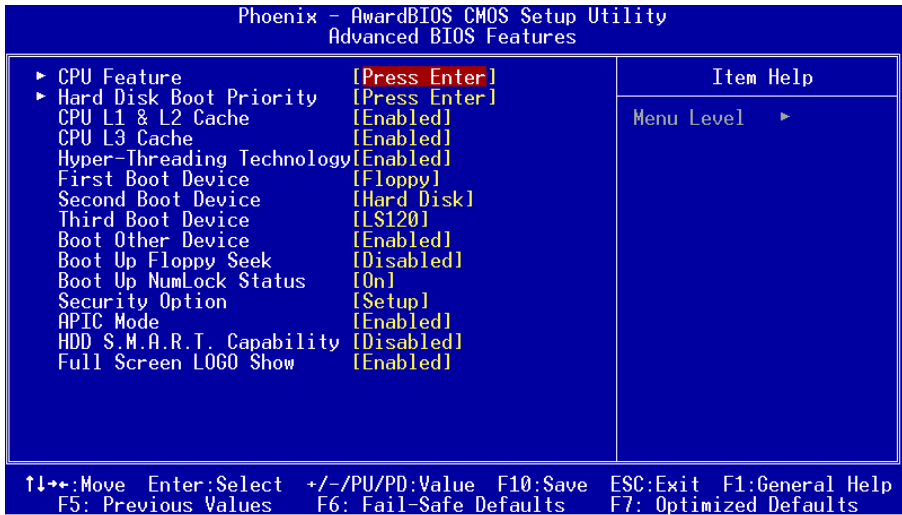 Phoenix - AwardBIOS CMOS Setup Utility
Advanced BIOS Features
► CPU Feature [Press Enter]
► Hard Disk Boot Priority [Press Enter]
CPU L1 & L2 Cache [Enabled]
CPU L3 Cache [Enabled]
Hyper-Threading Technology[Enabled]
First Boot Device [Floppy]
Second Boot Device [Hard Disk]
Third Boot Device [LS120]
Boot Other Device [Enabled]
Boot Up Floppy Seek [Disabled]
Boot Up NumLock Status [On]
Security Option [Setup]
APIC Mode [Enabled]
HDD S.M.A.R.T. Capability [Disabled]
Full Screen LOGO Show [Enabled]
Item Help
Menu Level ►
↑↓→←:Move Enter:Select +/-/PU/PD:Value F10:Save ESC:Exit F1:General Help
F5: Previous Values F6: Fail-Safe Defaults F7: Optimized Defaults